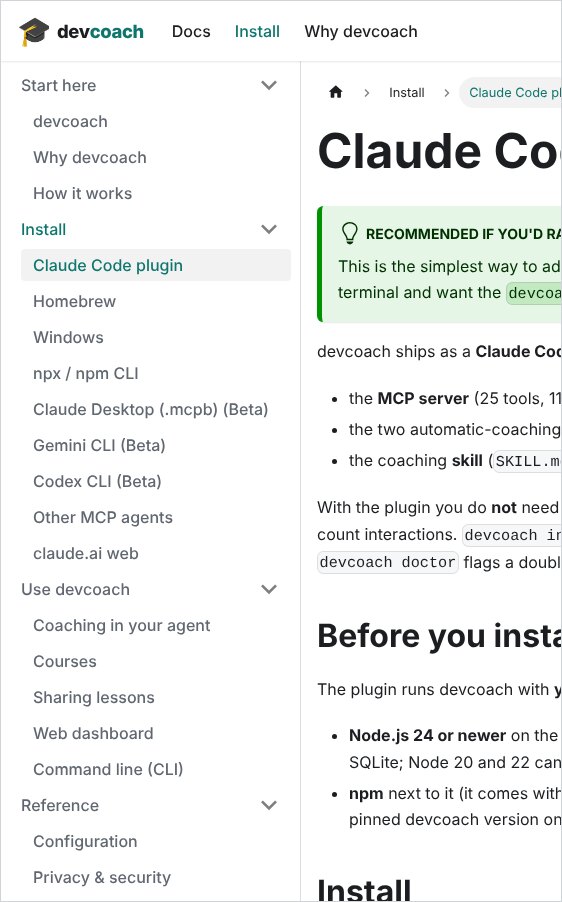 devcoach Docs Install Why devcoach
Start here
devcoach
Why devcoach
How it works
Install
Claude Code plugin
Homebrew
Windows
npx / npm CLI
Claude Desktop (.mcpb) (Beta)
Gemini CLI (Beta)
Codex CLI (Beta)
Other MCP agents
claude.ai web
Use devcoach
Coaching in your agent
Courses
Sharing lessons
Web dashboard
Command line (CLI)
Reference
Configuration
Privacy & security
Install Claude Code pl
Claude Co
RECOMMENDED IF YOU'D RA
This is the simplest way to ad
terminal and want the devcoa
devcoach ships as a Claude Cod
the MCP server (25 tools, 11
the two automatic-coaching
the coaching skill (SKILL.m
With the plugin you do not need
count interactions. devcoach in
devcoach doctor flags a doubl
Before you insta
The plugin runs devcoach with y
Node.js 24 or newer on the
SQLite; Node 20 and 22 can
npm next to it (it comes with
pinned devcoach version on
Install